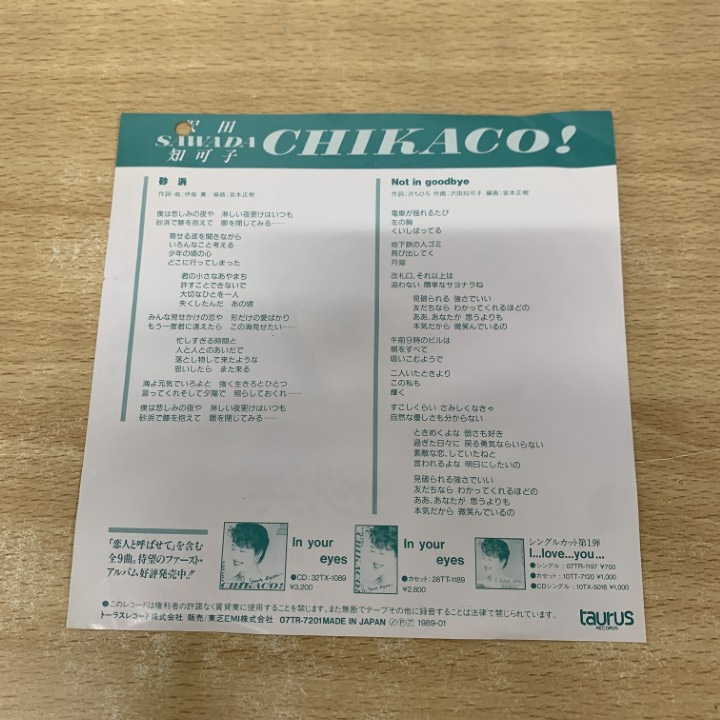 沢田
SAWADA
知可子
CHIKACO!
砂浜
作詞・曲:伊藤 薫 編曲:岩本正樹
僕は悲しみの夜や 淋しい夜更けはいつも
砂浜で膝を抱えて 眼を閉じてみる……
寄せる波を聞きながら
いろんなこと考える
少年の頃の心
どこに行ってしまった
君の小さなあやまち
許すことできないで
大切なひとを一人
失くしたんだ あの頃
みんな見せかけの恋や 形だけの愛ばかり
もう一度君に逢えたら この海見せたい……
忙しすぎる時間と
人と人とのあいだで
落とし物して来たような
思いしたら また来る
海よ元気でいろよと 強く生きろとひとつ
叱ってくれそして夕陽で 照らしておくれ……
僕は悲しみの夜や 淋しい夜更けはいつも
砂浜で膝を抱えて 眼を閉じてみる……
Not in goodbye
作詞:沢ちひろ 作曲:沢田知可子 編曲:岩本正樹
電車が揺れるたび
左の胸
くいしばってる
地下鉄の人ゴミ
飛び出してく
月曜
改札口、それ以上は
追わない 簡単なサヨナラね
見破られる 強さでいい
友だちなら わかってくれるほどの
ああ、あなたが 思うよりも
本気だから 微笑んでいるの
午前9時のビルは
朝をすべて
吸いこむようで
二人いたときより
この私も
輝く
すこしくらい さみしくなきゃ
自然な優しさも分からない
ときめくよな 弱さも好き
過ぎた日々に 戻る勇気ならいらない
素敵な恋、していたねと
言われるよな 明日にしたいの
見破られる強さでいい
友だちなら わかってくれるほどの
ああ、あなたが 思うよりも
本気だから 微笑んでいるの
「恋人と呼ばせて」を含む
全9曲。待望のファースト・
アルバム好評発売中!!
CHIKACO!
In your
eyes
●CD:32TX-1089
¥3,200
In your
eyes
●カセット:28TT-1189
¥2,800
シングルカット第1弾
I...love...you...
●シングル:07TR-1197 ¥700
●カセット:10TT-7120 ¥1,000
●CDシングル:10TX-5018 ¥1,000
●このレコードは権利者の許諾なく賃貸業に使用することを禁じます。また無断でテープその他に録音することは法律で禁じられています。
トーラスレコード株式会社 販売/東芝EMI株式会社 07TR-7201 MADE IN JAPAN 1989-01
taurus
RECORDS